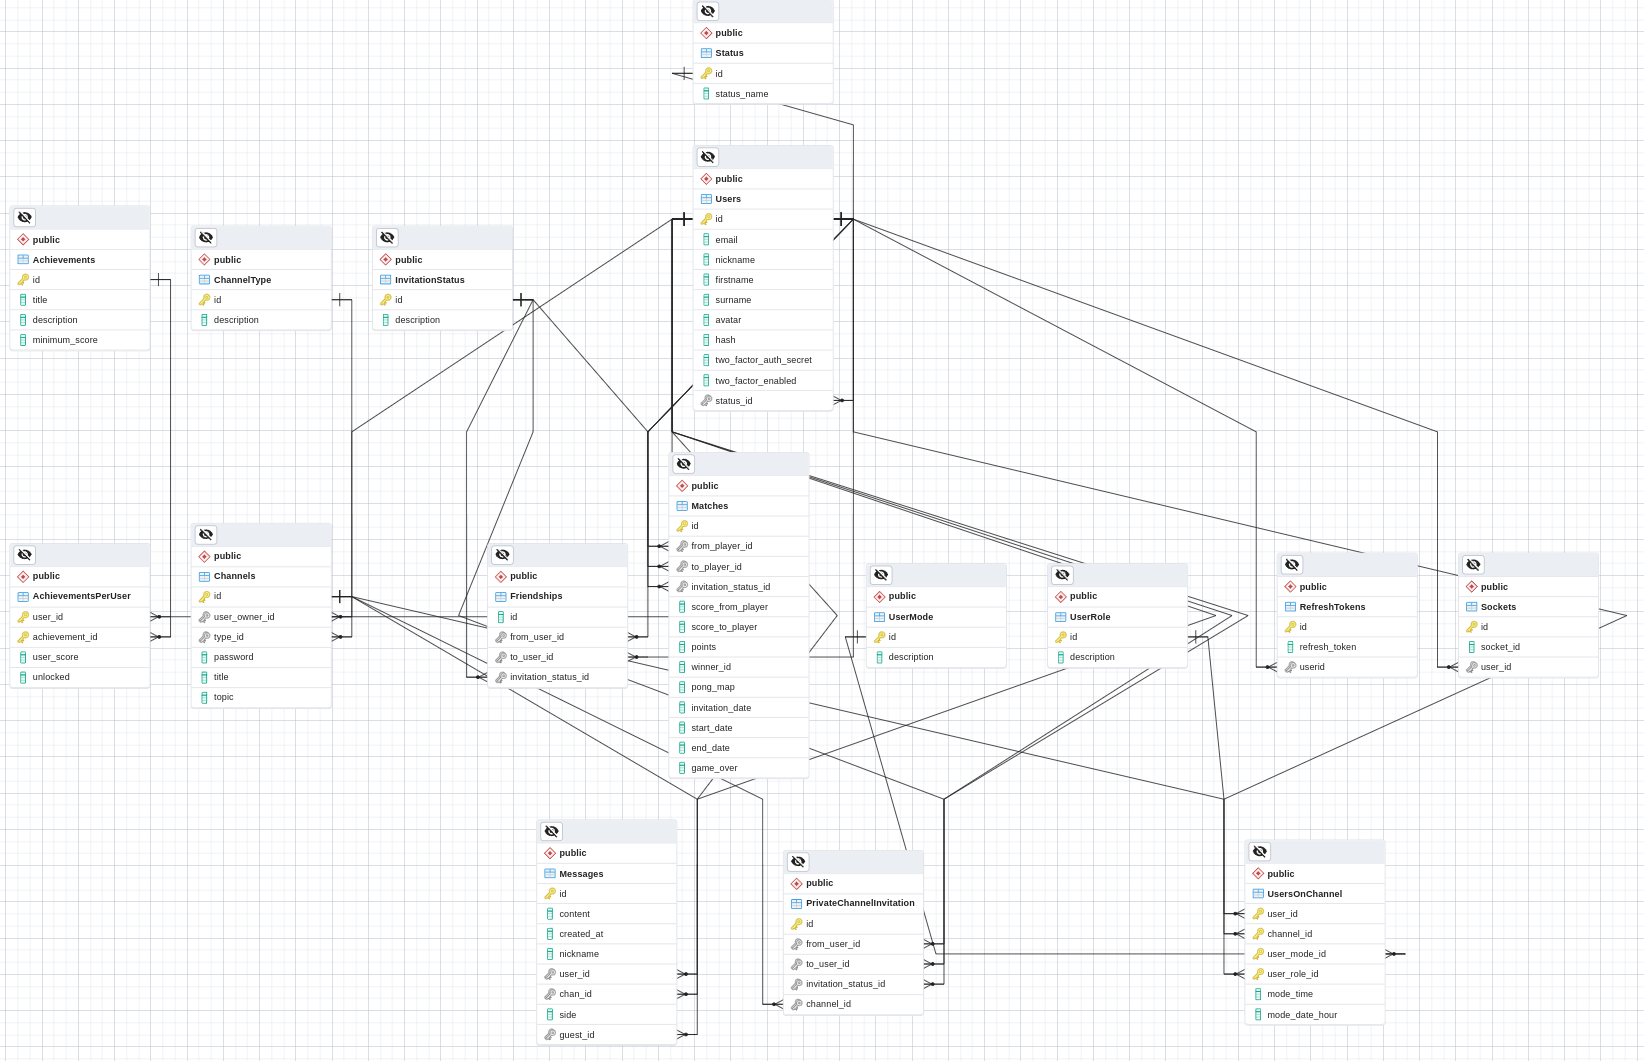 public
Status
id
status_name
public
Users
id
email
nickname
firstname
surname
avatar
hash
two_factor_auth_secret
two_factor_enabled
status_id
public
Achievements
id
title
description
minimum_score
public
ChannelType
id
description
public
InvitationStatus
id
description
public
AchievementsPerUser
user_id
achievement_id
user_score
unlocked
public
Channels
id
user_owner_id
type_id
password
title
topic
public
Friendships
id
from_user_id
to_user_id
invitation_status_id
public
Matches
id
from_player_id
to_player_id
invitation_status_id
score_from_player
score_to_player
points
winner_id
pong_map
invitation_date
start_date
end_date
game_over
public
UserMode
id
description
public
UserRole
id
description
public
RefreshTokens
id
refresh_token
userid
public
Sockets
id
socket_id
user_id
public
Messages
id
content
created_at
nickname
user_id
chan_id
side
guest_id
public
PrivateChannelInvitation
id
from_user_id
to_user_id
invitation_status_id
channel_id
public
UsersOnChannel
user_id
channel_id
user_mode_id
user_role_id
mode_time
mode_date_hour